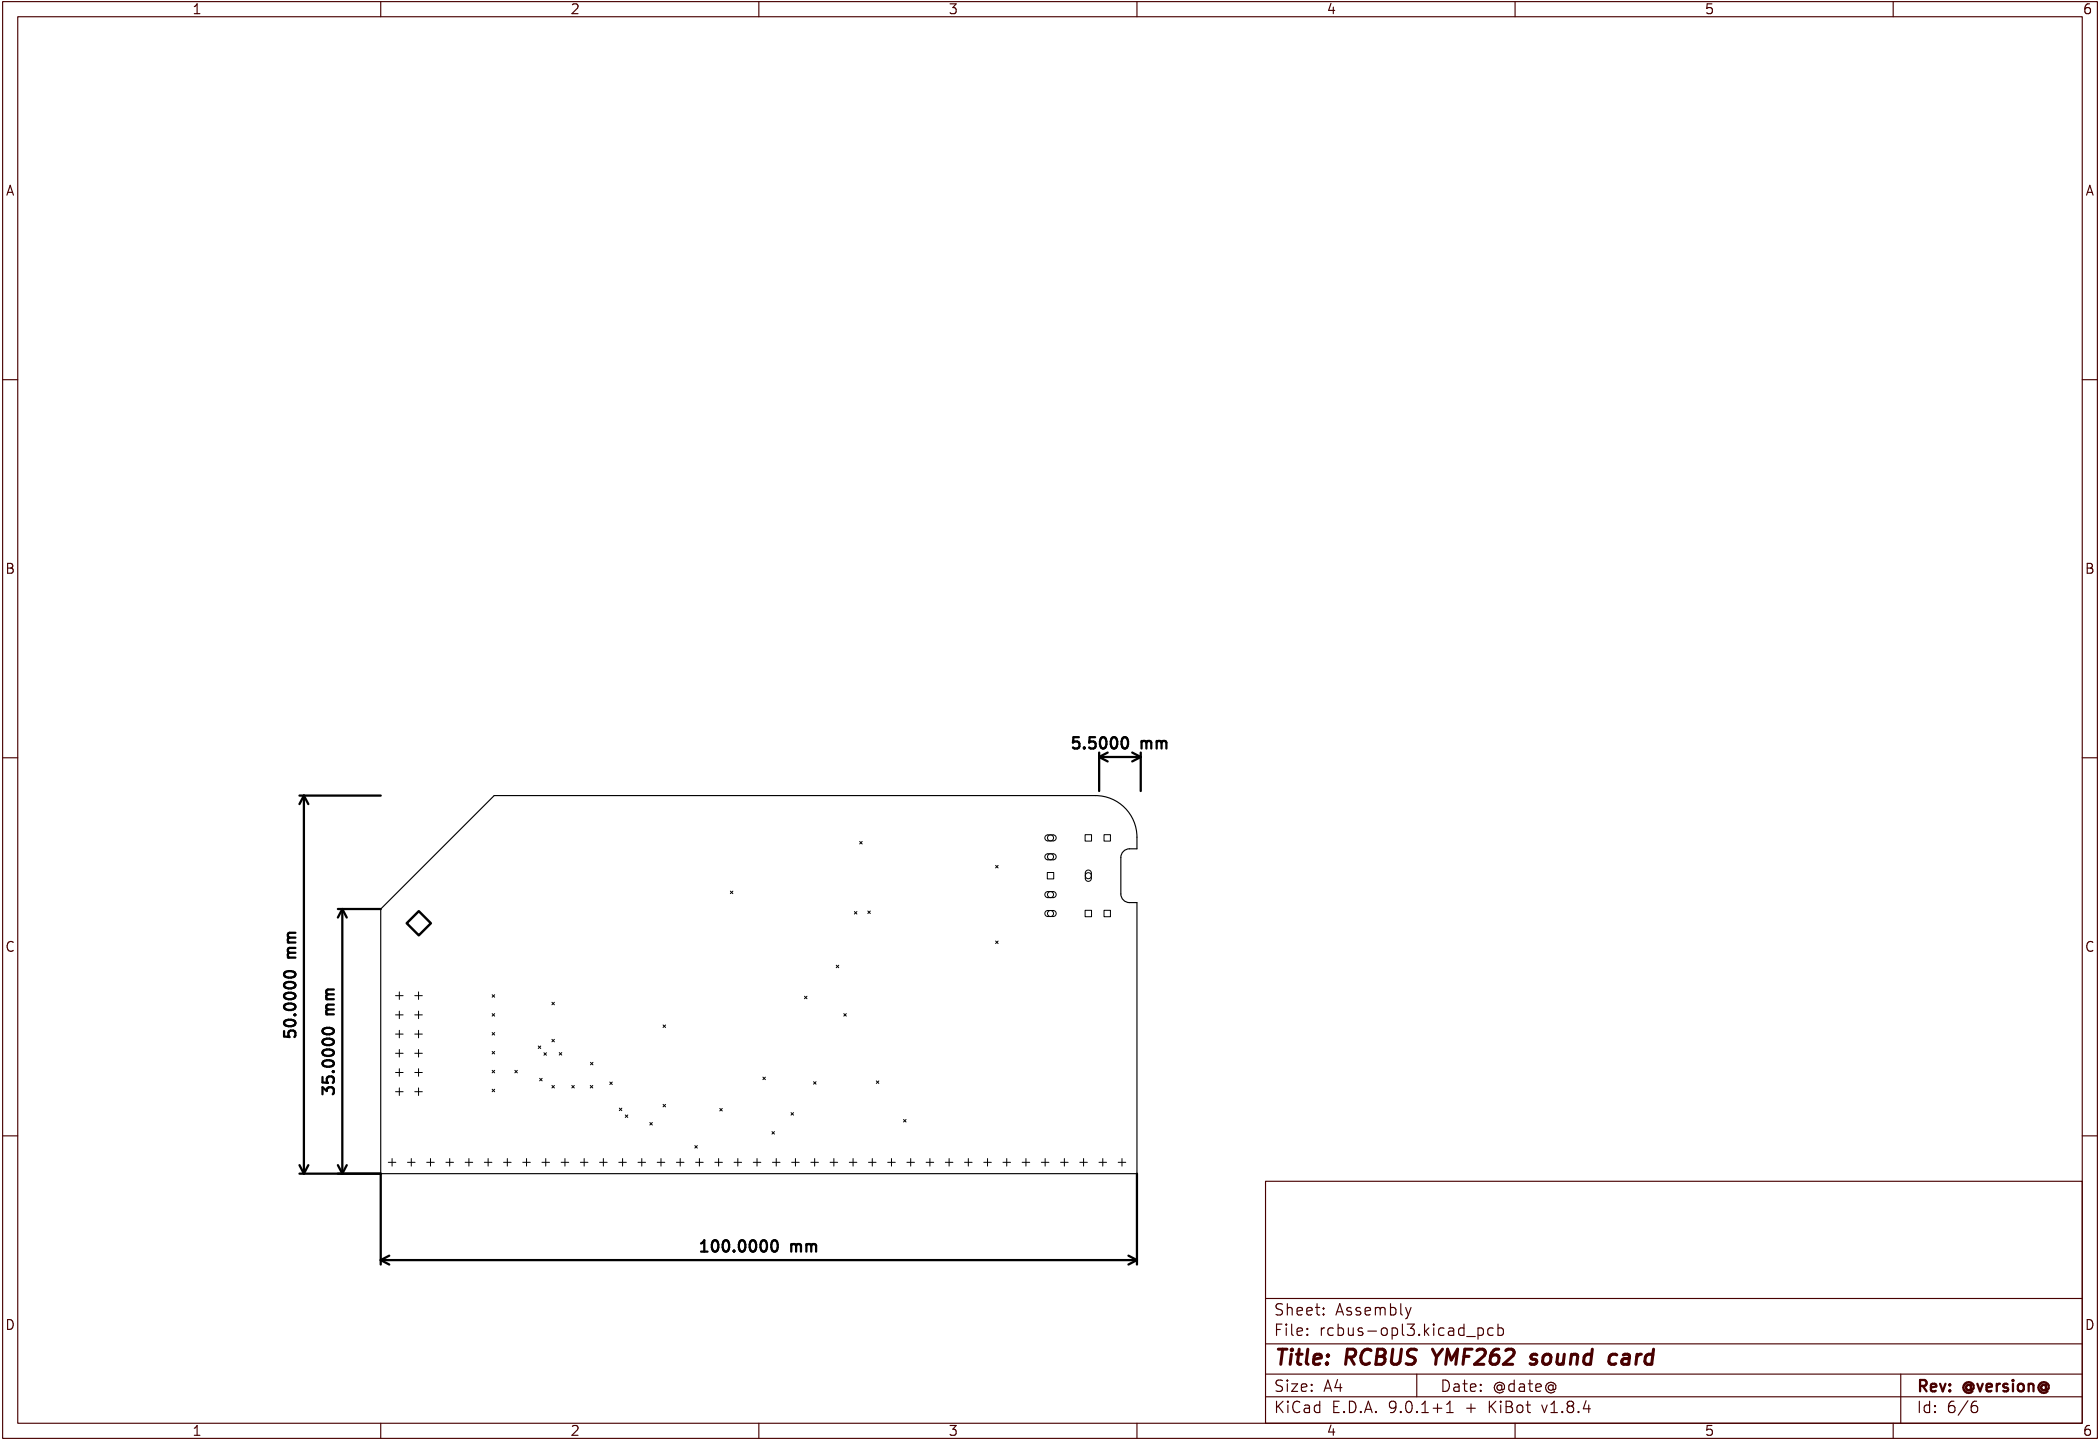 1 2 3 4 5 6
A A
B B
5.5000 mm
C C
50.0000 mm
35.0000 mm
100.0000 mm
Sheet: Assembly
File: rcbus-opl3.kicad_pcb
D D
Title: RCBUS YMF262 sound card
Size: A4 Date: @date@ Rev: @version@
KiCad E.D.A. 9.0.1+1 + KiBot v1.8.4 Id: 6/6
1 2 3 4 5 6